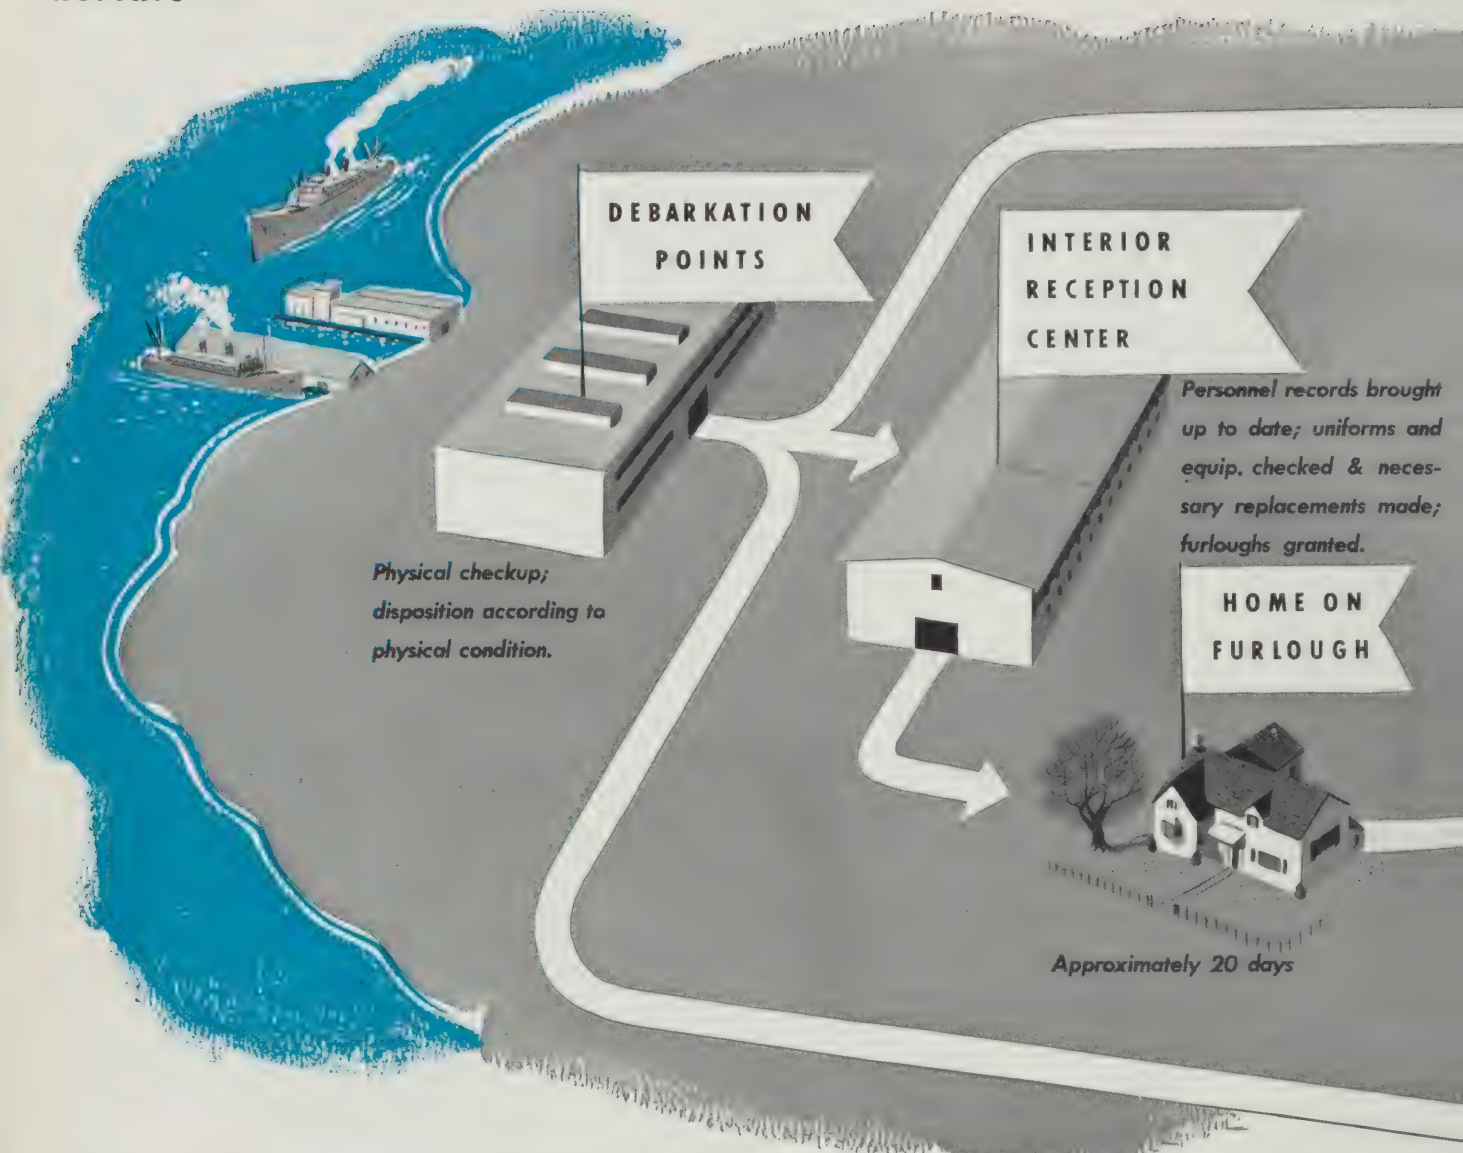 DEBARKATION
POINTS
INTERIOR
RECEPTION
CENTER
Personnel records brought
up to date; uniforms and
equip. checked & neces-
sary replacements made;
furloughs granted.
Physical checkup;
disposition according to
physical condition.
HOME ON
FURLOUGH
Approximately 20 days